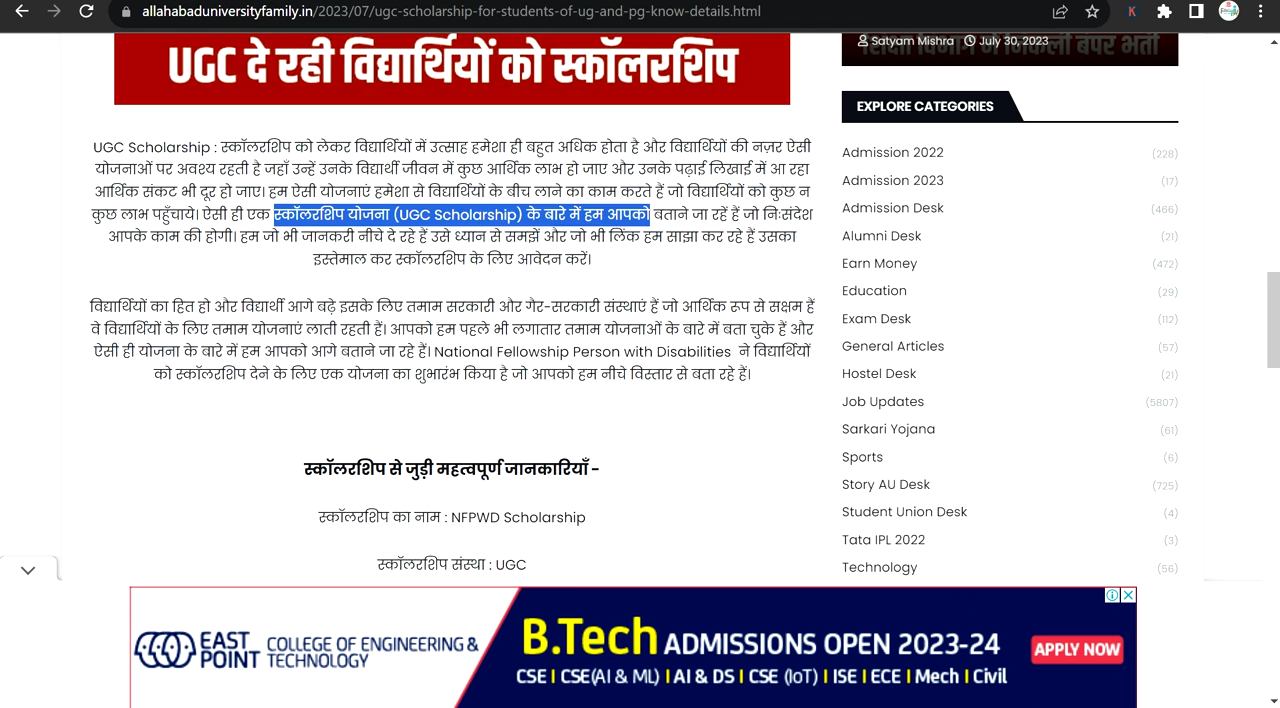 allahabaduniversityfamily.in/2023/07/ugc-scholarship-for-students-of-ug-and-pg-know-details.html
K
UGC दे रही विद्यार्थियों को स्कॉलरशिप
UGC Scholarship : स्कॉलरशिप को लेकर विद्यार्थियों में उत्साह हमेशा ही बहुत अधिक होता है और विद्यार्थियों की नज़र ऐसी
योजनाओं पर अवश्य रहती है जहाँ उन्हें उनके विद्यार्थी जीवन में कुछ आर्थिक लाभ हो जाए और उनके पढ़ाई लिखाई में आ रहा
आर्थिक संकट भी दूर हो जाए। हम ऐसी योजनाएं हमेशा से विद्यार्थियों के बीच लाने का काम करते हैं जो विद्यार्थियों को कुछ न
कुछ लाभ पहुँचाये। ऐसी ही एक स्कॉलरशिप योजना (UGC Scholarship) के बारे में हम आपको बताने जा रहें हैं जो निःसंदेश
आपके काम की होगी। हम जो भी जानकरी नीचे दे रहे हैं उसे ध्यान से समझें और जो भी लिंक हम साझा कर रहे हैं उसका
इस्तेमाल कर स्कॉलरशिप के लिए आवेदन करें।
विद्यार्थियों का हित हो और विद्यार्थी आगे बढ़े इसके लिए तमाम सरकारी और गैर-सरकारी संस्थाएं हैं जो आर्थिक रूप से सक्षम हैं
वे विद्यार्थियों के लिए तमाम योजनाएं लाती रहती हैं। आपको हम पहले भी लगातार तमाम योजनाओं के बारे में बता चुके हैं और
ऐसी ही योजना के बारे में हम आपको आगे बताने जा रहे हैं। National Fellowship Person with Disabilities ने विद्यार्थियों
को स्कॉलरशिप देने के लिए एक योजना का शुभारंभ किया है जो आपको हम नीचे विस्तार से बता रहे हैं।
स्कॉलरशिप से जुड़ी महत्वपूर्ण जानकारियाँ -
स्कॉलरशिप का नाम : NFPWD Scholarship
स्कॉलरशिप संस्था : UGC
Satyam Mishra July 30, 2023
EXPLORE CATEGORIES
Admission 2022 (228)
Admission 2023 (17)
Admission Desk (466)
Alumni Desk (21)
Earn Money (472)
Education (29)
Exam Desk (112)
General Articles (57)
Hostel Desk (21)
Job Updates (5807)
Sarkari Yojana (61)
Sports (6)
Story AU Desk (725)
Student Union Desk (4)
Tata IPL 2022 (3)
Technology (56)
EAST POINT COLLEGE OF ENGINEERING & TECHNOLOGY
B.Tech ADMISSIONS OPEN 2023-24
CSE I CSE(AI & ML) I AI & DS I CSE (IoT) I ISE I ECE I Mech I Civil
APPLY NOW